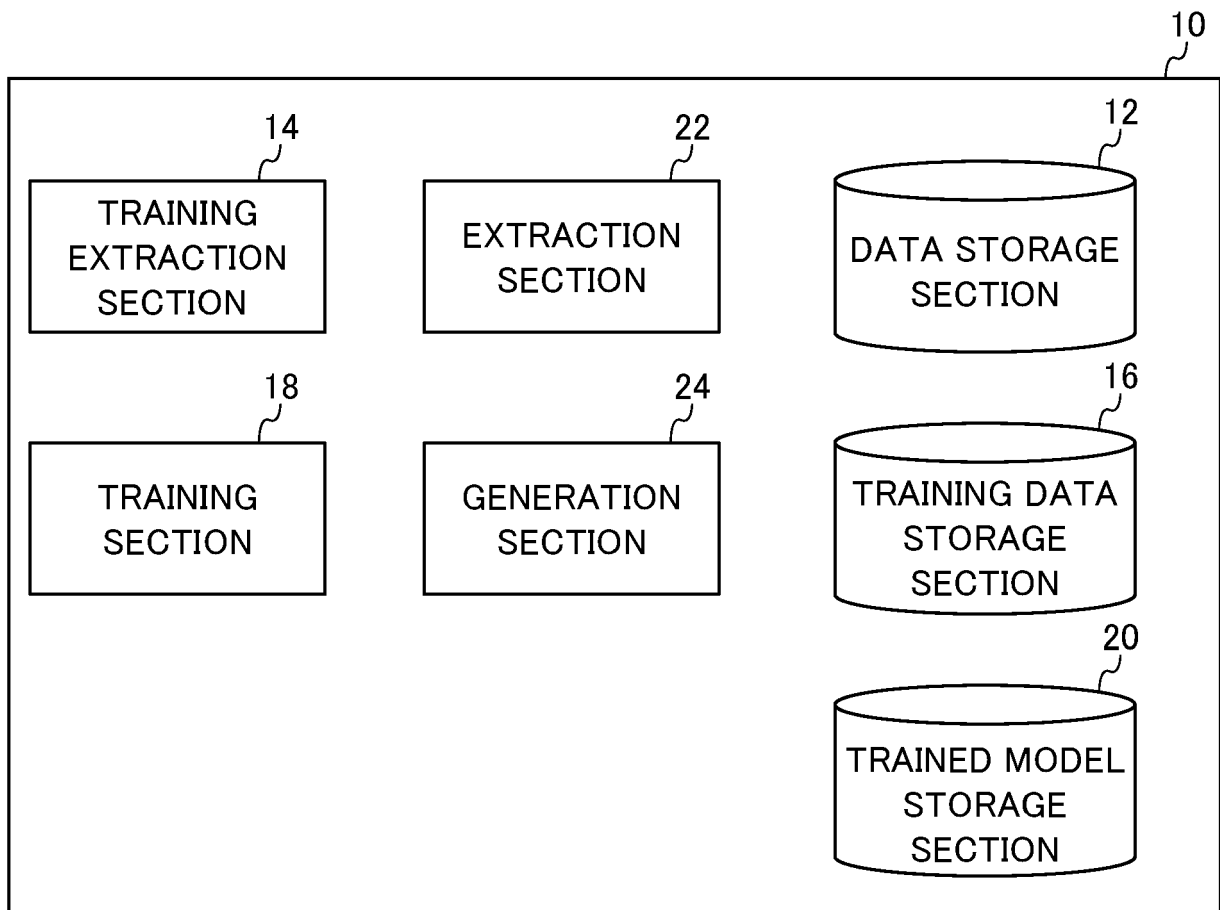 10
14
TRAINING
EXTRACTION
SECTION
22
EXTRACTION
SECTION
12
DATA STORAGE
SECTION
18
TRAINING
SECTION
24
GENERATION
SECTION
16
TRAINING DATA
STORAGE
SECTION
20
TRAINED MODEL
STORAGE
SECTION